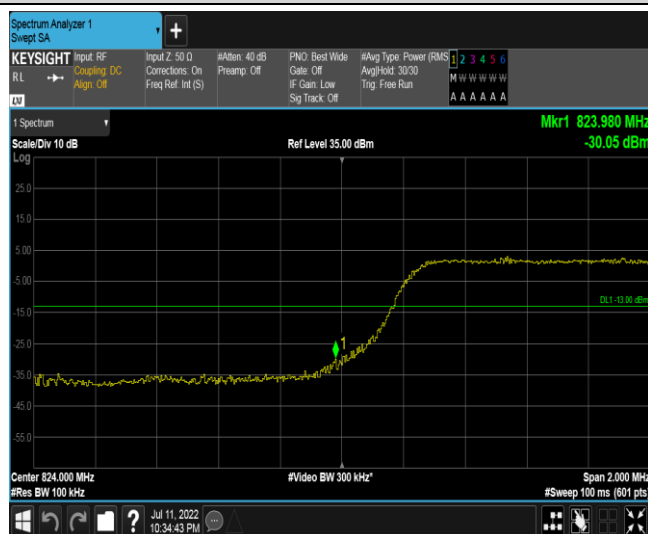 Spectrum Analyzer 1
Swept SA
+
KEYSIGHT
RL
LXI
Input: RF
Coupling: DC
Align: Off
Input Z: 50 Ω
Corrections: On
Freq Ref: Int (S)
#Atten: 40 dB
Preamp: Off
PNO: Best Wide
Gate: Off
IF Gain: Low
Sig Track: Off
#Avg Type: Power (RMS
Avg|Hold: 30/30
Trig: Free Run
1 2 3 4 5 6
M W W W W W
A A A A A A
1 Spectrum
Mkr1 823.980 MHz
Scale/Div 10 dB
Ref Level 35.00 dBm
-30.05 dBm
Log
25.0
15.0
5.00
-5.00
DL1 -13.00 dBm
-15.0
1
-25.0
-35.0
-45.0
-55.0
Center 824.000 MHz
#Video BW 300 kHz*
Span 2.000 MHz
#Res BW 100 kHz
#Sweep 100 ms (601 pts)
?
Jul 11, 2022
10:34:43 PM